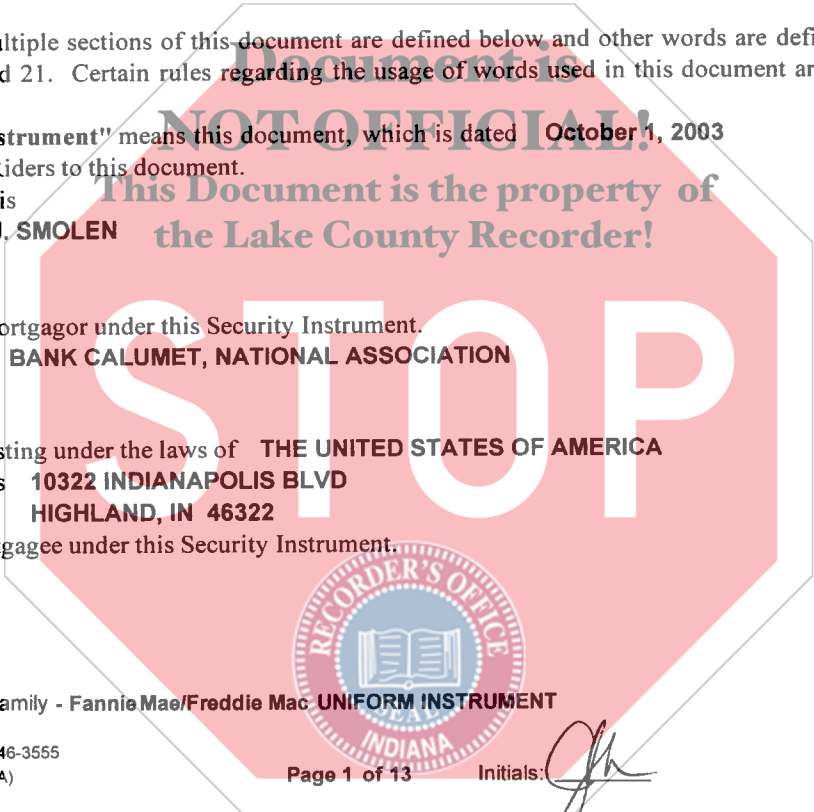 ultiple sections of this document are defined below and other words are defi
d 21. Certain rules regarding the usage of words used in this document ar
Document is
NOT OFFICIAL!
This Document is the property of
the Lake County Recorder!
strument" means this document, which is dated October 1, 2003
iders to this document.
is
J. SMOLEN
ortgagor under this Security Instrument.
BANK CALUMET, NATIONAL ASSOCIATION
STOP
sting under the laws of THE UNITED STATES OF AMERICA
s 10322 INDIANAPOLIS BLVD
HIGHLAND, IN 46322
gagee under this Security Instrument.
RECORDER'S OFFICE
SEAL
INDIANA
amily - Fannie Mae/Freddie Mac UNIFORM INSTRUMENT
46-3555
A)
Page 1 of 13 Initials: